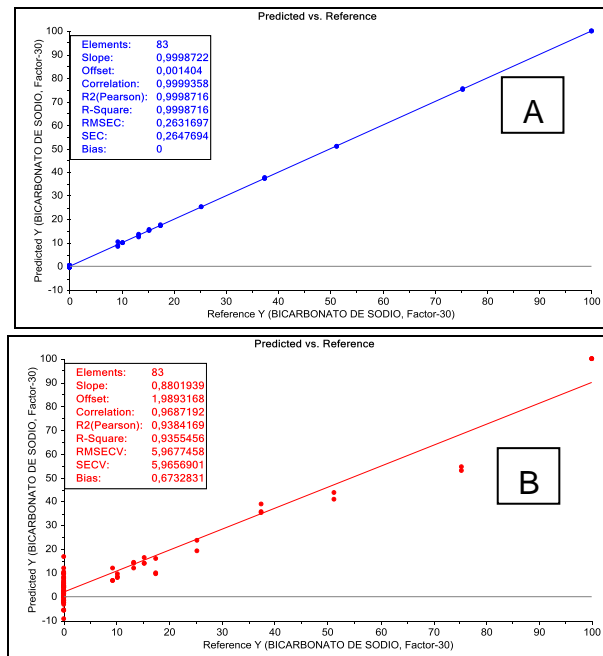 Predicted vs. Reference
Elements: 83
Slope: 0,9998722
Offset: 0,001404
Correlation: 0,9999358
R2(Pearson): 0,9998716
R-Square: 0,9998716
RMSEC: 0,2631697
SEC: 0,2647694
Bias: 0
A
Predicted Y (BICARBONATO DE SODIO, Factor-30)
100
90
80
70
60
50
40
30
20
10
0
-10
0 10 20 30 40 50 60 70 80 90 100
Reference Y (BICARBONATO DE SODIO, Factor-30)
Predicted vs. Reference
Elements: 83
Slope: 0,8801939
Offset: 1,9893168
Correlation: 0,9687192
R2(Pearson): 0,9384169
R-Square: 0,9355456
RMSECV: 5,9677458
SECV: 5,9656901
Bias: 0,6732831
B
Predicted Y (BICARBONATO DE SODIO, Factor-30)
100
90
80
70
60
50
40
30
20
10
0
-10
0 10 20 30 40 50 60 70 80 90 100
Reference Y (BICARBONATO DE SODIO, Factor-30)